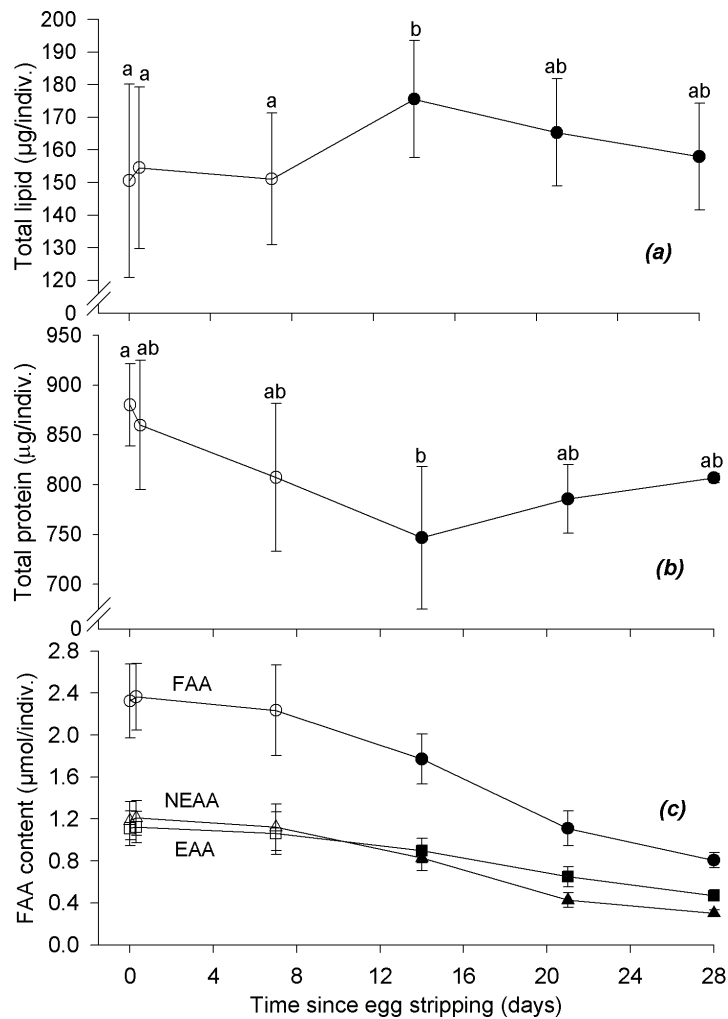 200
190
180
170
160
150
140
130
120
0
Total lipid (µg/indiv.)
a a a b ab ab
(a)
950
900
850
800
750
700
0
Total protein (µg/indiv.)
a ab ab b ab ab
(b)
2.8
2.4
2.0
1.6
1.2
0.8
0.4
0.0
FAA content (µmol/indiv.)
FAA
NEAA
EAA
(c)
0 4 8 12 16 20 24 28
Time since egg stripping (days)